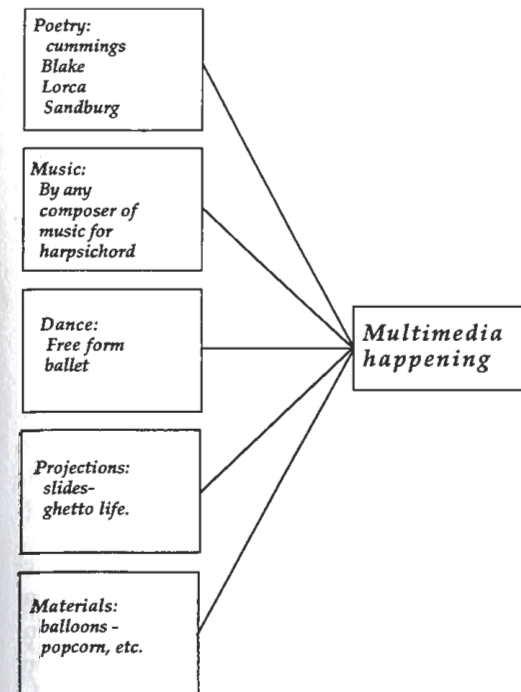 Poetry:
cummings
Blake
Lorca
Sandburg
Music:
By any
composer of
music for
harpsichord
Dance:
Free form
ballet
Projections:
slides-
ghetto life.
Materials:
balloons -
popcorn, etc.
Multimedia
happening